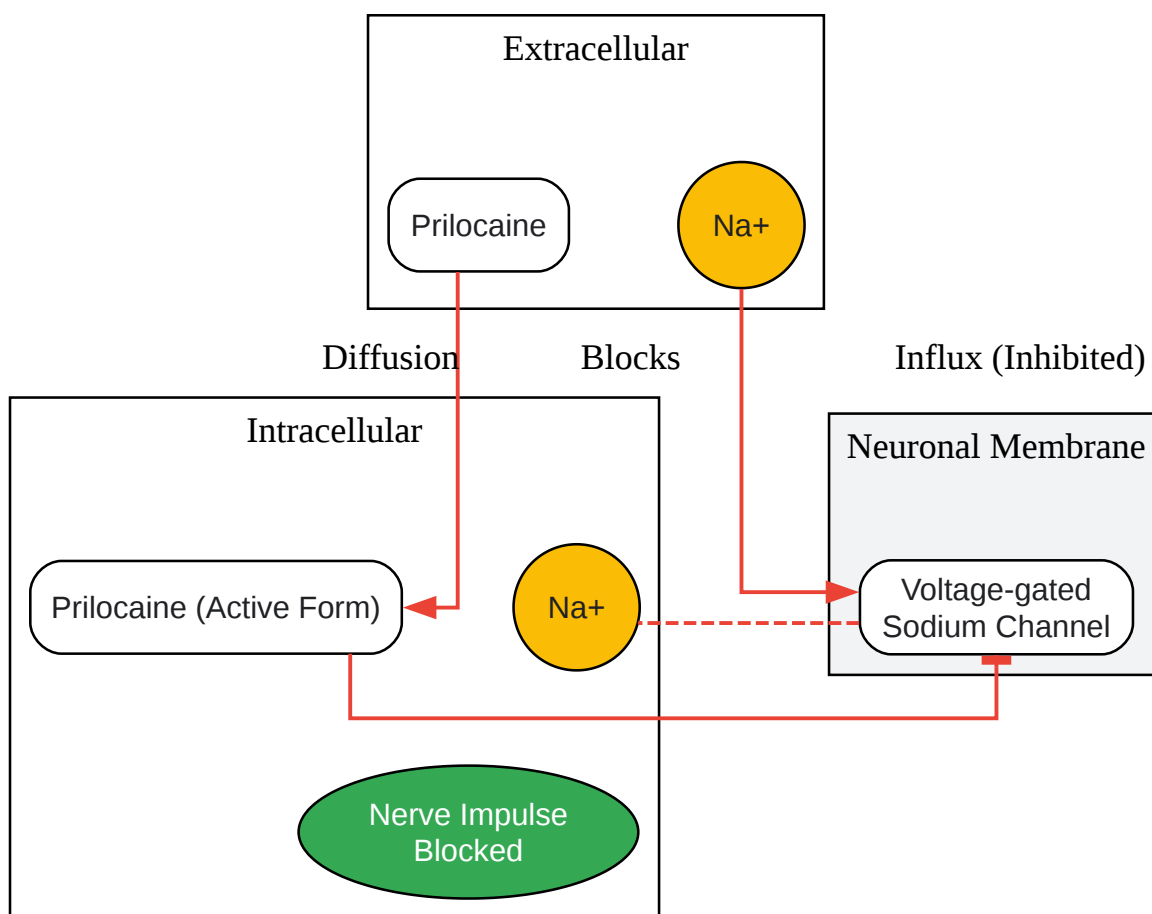 Extracellular
Prilocaine
Na+
Diffusion
Blocks
Influx (Inhibited)
Intracellular
Neuronal Membrane
Prilocaine (Active Form)
Na+
Voltage-gated
Sodium Channel
Nerve Impulse
Blocked